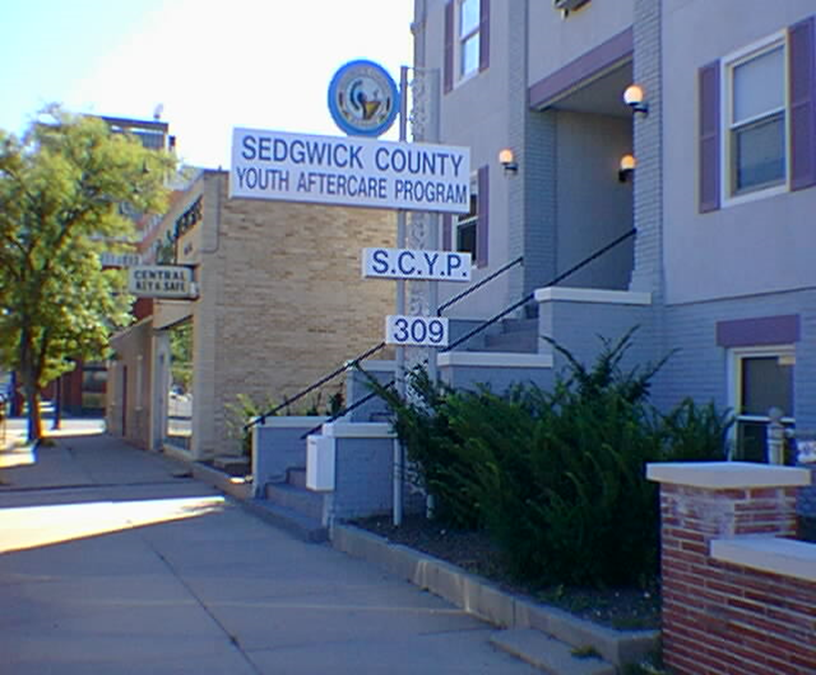 SEDGWICK COUNTY
YOUTH AFTERCARE PROGRAM
S.C.Y.P.
309
CENTRAL
KEY & SAFE